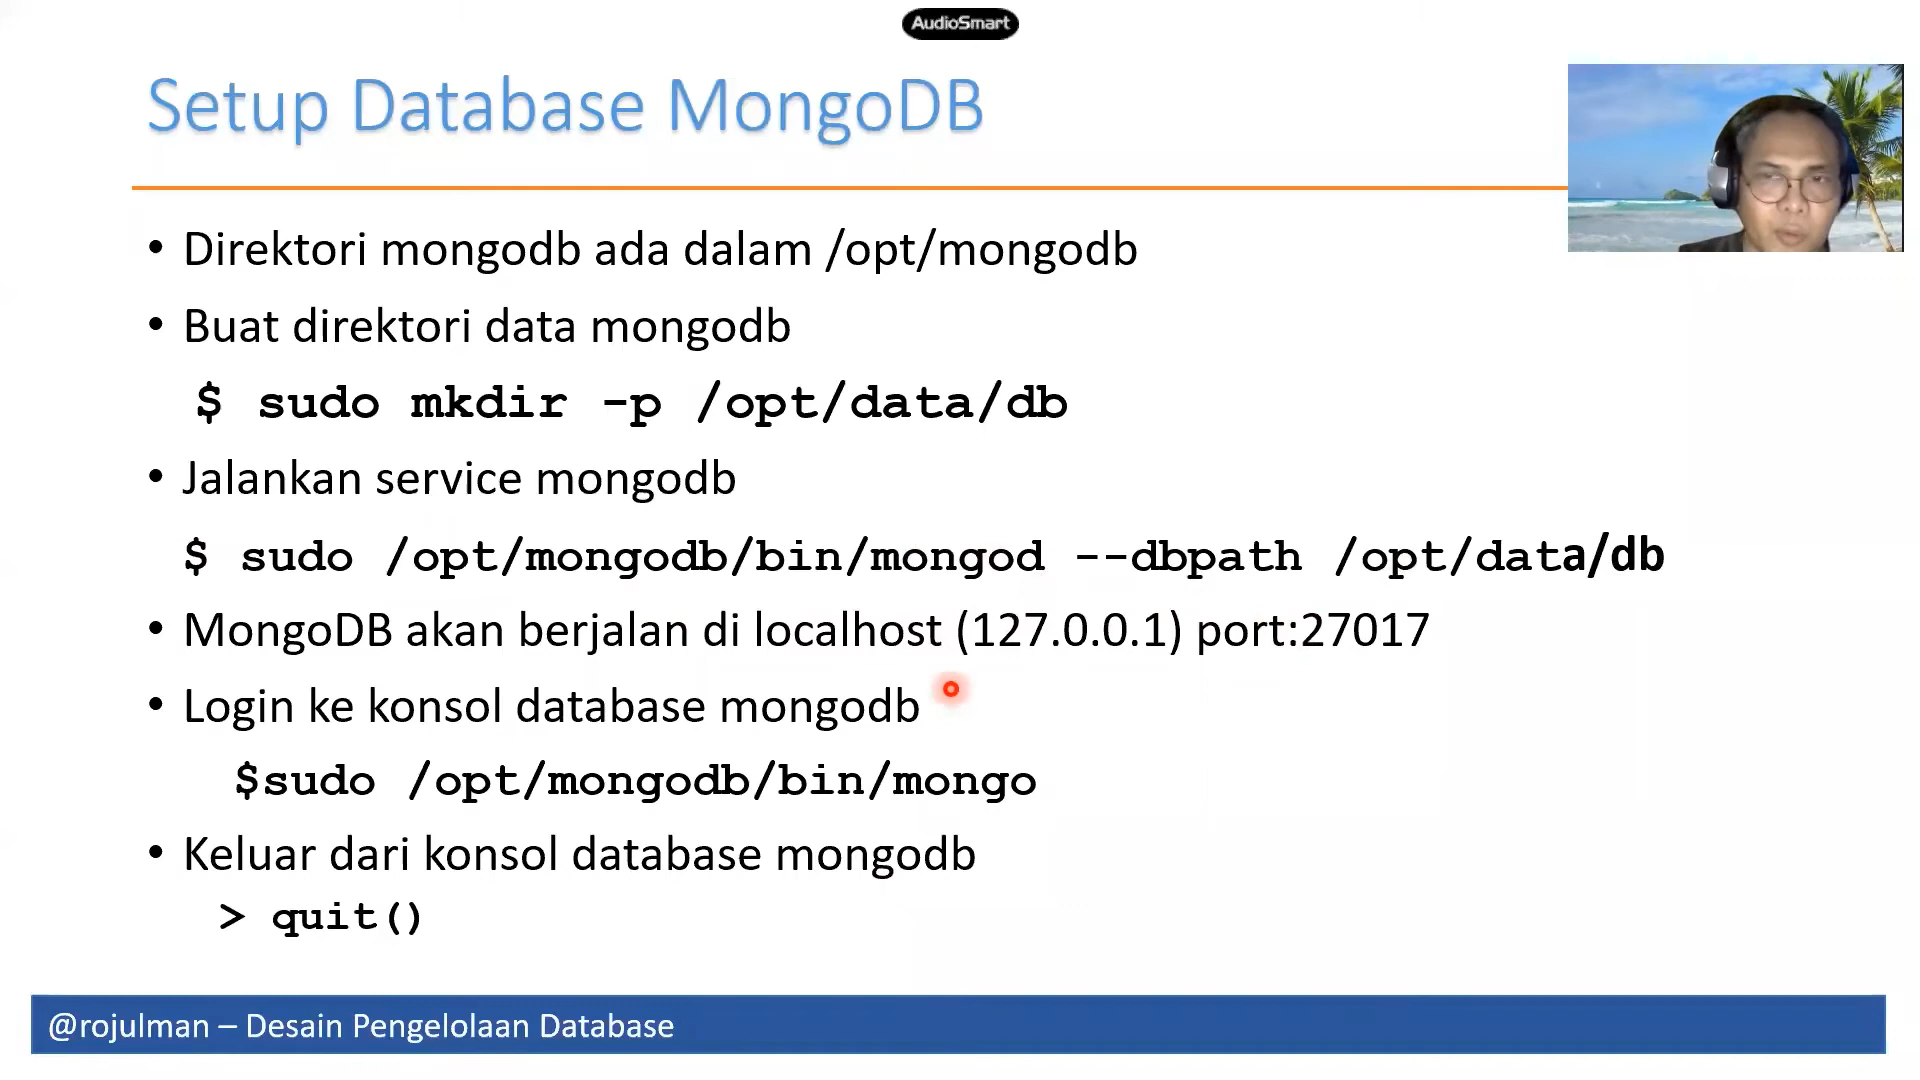 AudioSmart
Setup Database MongoDB
• Direktori mongodb ada dalam /opt/mongodb
• Buat direktori data mongodb
$ sudo mkdir -p /opt/data/db
• Jalankan service mongodb
$ sudo /opt/mongodb/bin/mongod --dbpath /opt/data/db
• MongoDB akan berjalan di localhost (127.0.0.1) port:27017
• Login ke konsol database mongodb
$sudo /opt/mongodb/bin/mongo
• Keluar dari konsol database mongodb
> quit()
@rojulman – Desain Pengelolaan Database